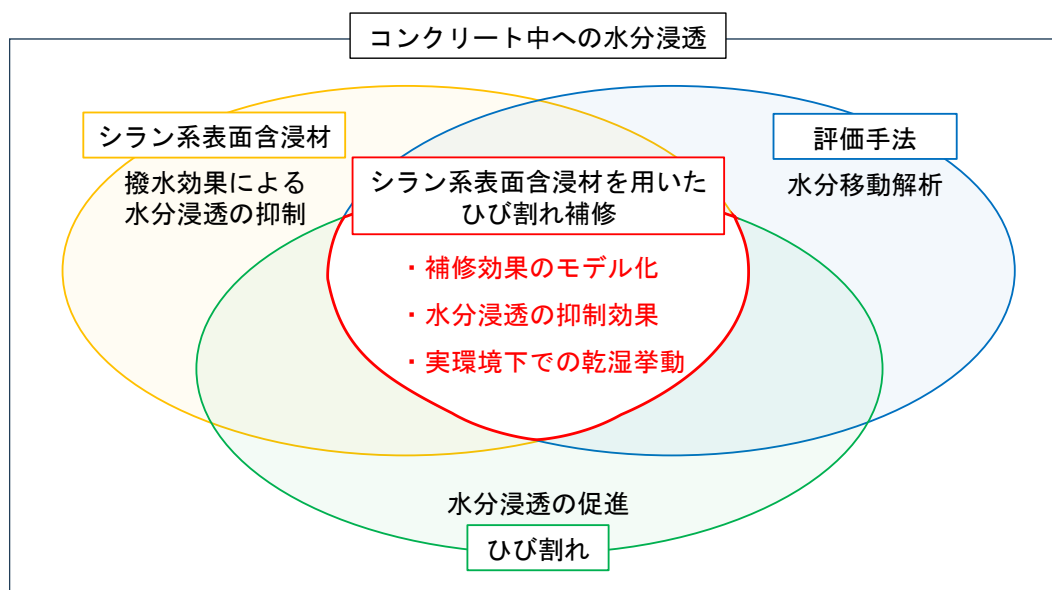 コンクリート中への水分浸透
シラン系表面含浸材
撥水効果による
水分浸透の抑制
評価手法
水分移動解析
シラン系表面含浸材を用いた
ひび割れ補修
・補修効果のモデル化
・水分浸透の抑制効果
・実環境下での乾湿挙動
水分浸透の促進
ひび割れ